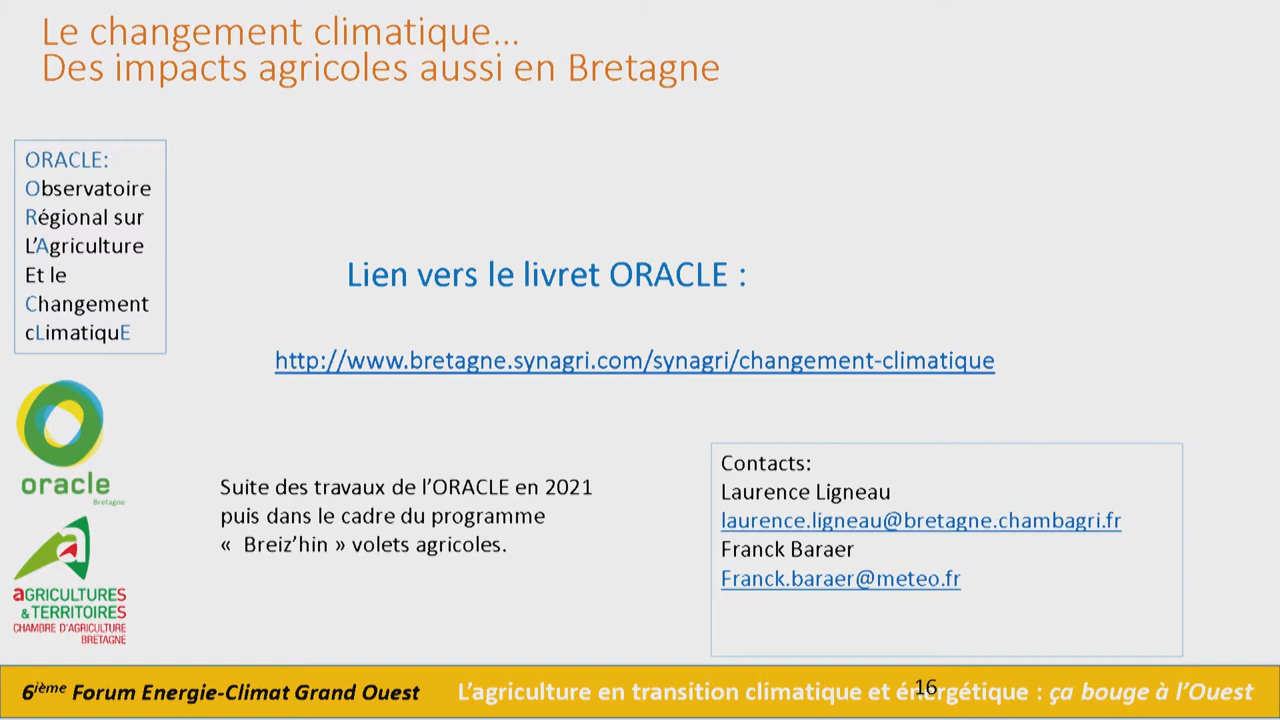 Le changement climatique...
Des impacts agricoles aussi en Bretagne
ORACLE:
Observatoire
Régional sur
L'Agriculture
Et le
Changement
cLimatiquE
Lien vers le livret ORACLE :
http://www.bretagne.synagri.com/synagri/changement-climatique
oracle
Bretagne
AGRICULTURES
& TERRITOIRES
CHAMBRE D'AGRICULTURE
BRETAGNE
Suite des travaux de l'ORACLE en 2021
puis dans le cadre du programme
« Breiz'hin » volets agricoles.
Contacts:
Laurence Ligneau
laurence.ligneau@bretagne.chambagri.fr
Franck Baraer
Franck.baraer@meteo.fr
6ième Forum Energie-Climat Grand Ouest
L'agriculture en transition climatique et énergétique : ça bouge à l'Ouest
16